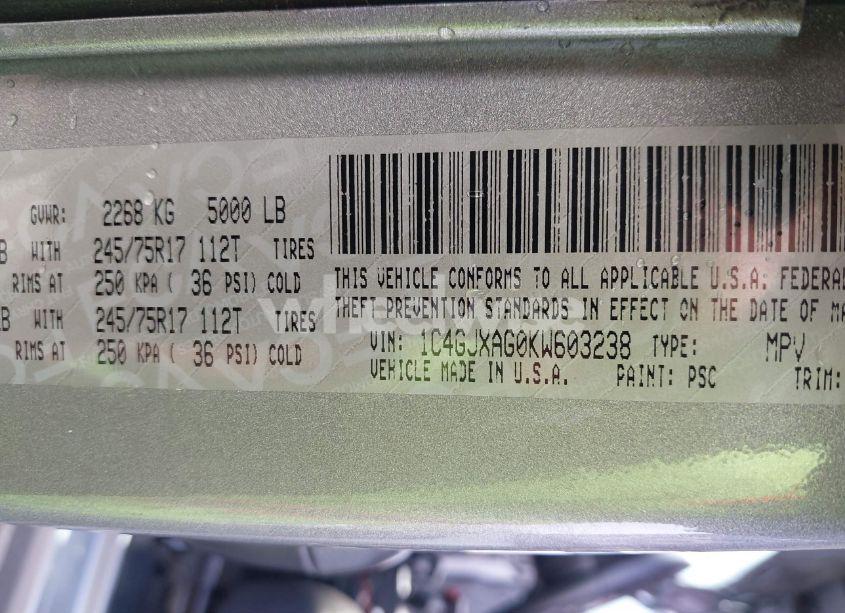 GVWR: 2268 KG 5000 LB
B WITH 245/75R17 112T TIRES
RIMS AT 250 KPA ( 36 PSI) COLD
LB WITH 245/75R17 112T TIRES
RIMS AT 250 KPA ( 36 PSI) COLD
THIS VEHICLE CONFORMS TO ALL APPLICABLE U.S.A. FEDERAL
THEFT PREVENTION STANDARDS IN EFFECT ON THE DATE OF MA
VIN: 1C4GJXAG0KW603238 TYPE: MPV
VEHICLE MADE IN U.S.A. PAINT: PSC TRIM: